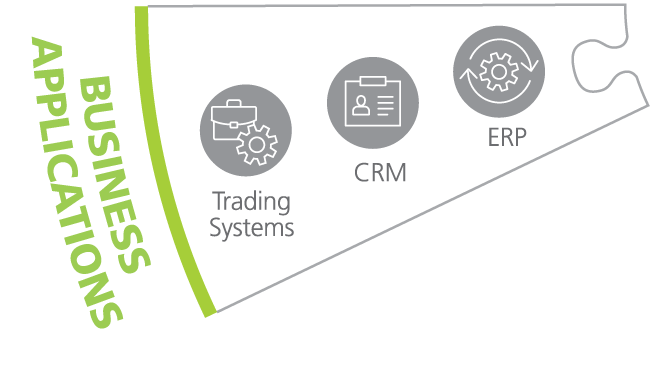 BUSINESS
APPLICATIONS
Trading
Systems
CRM
ERP